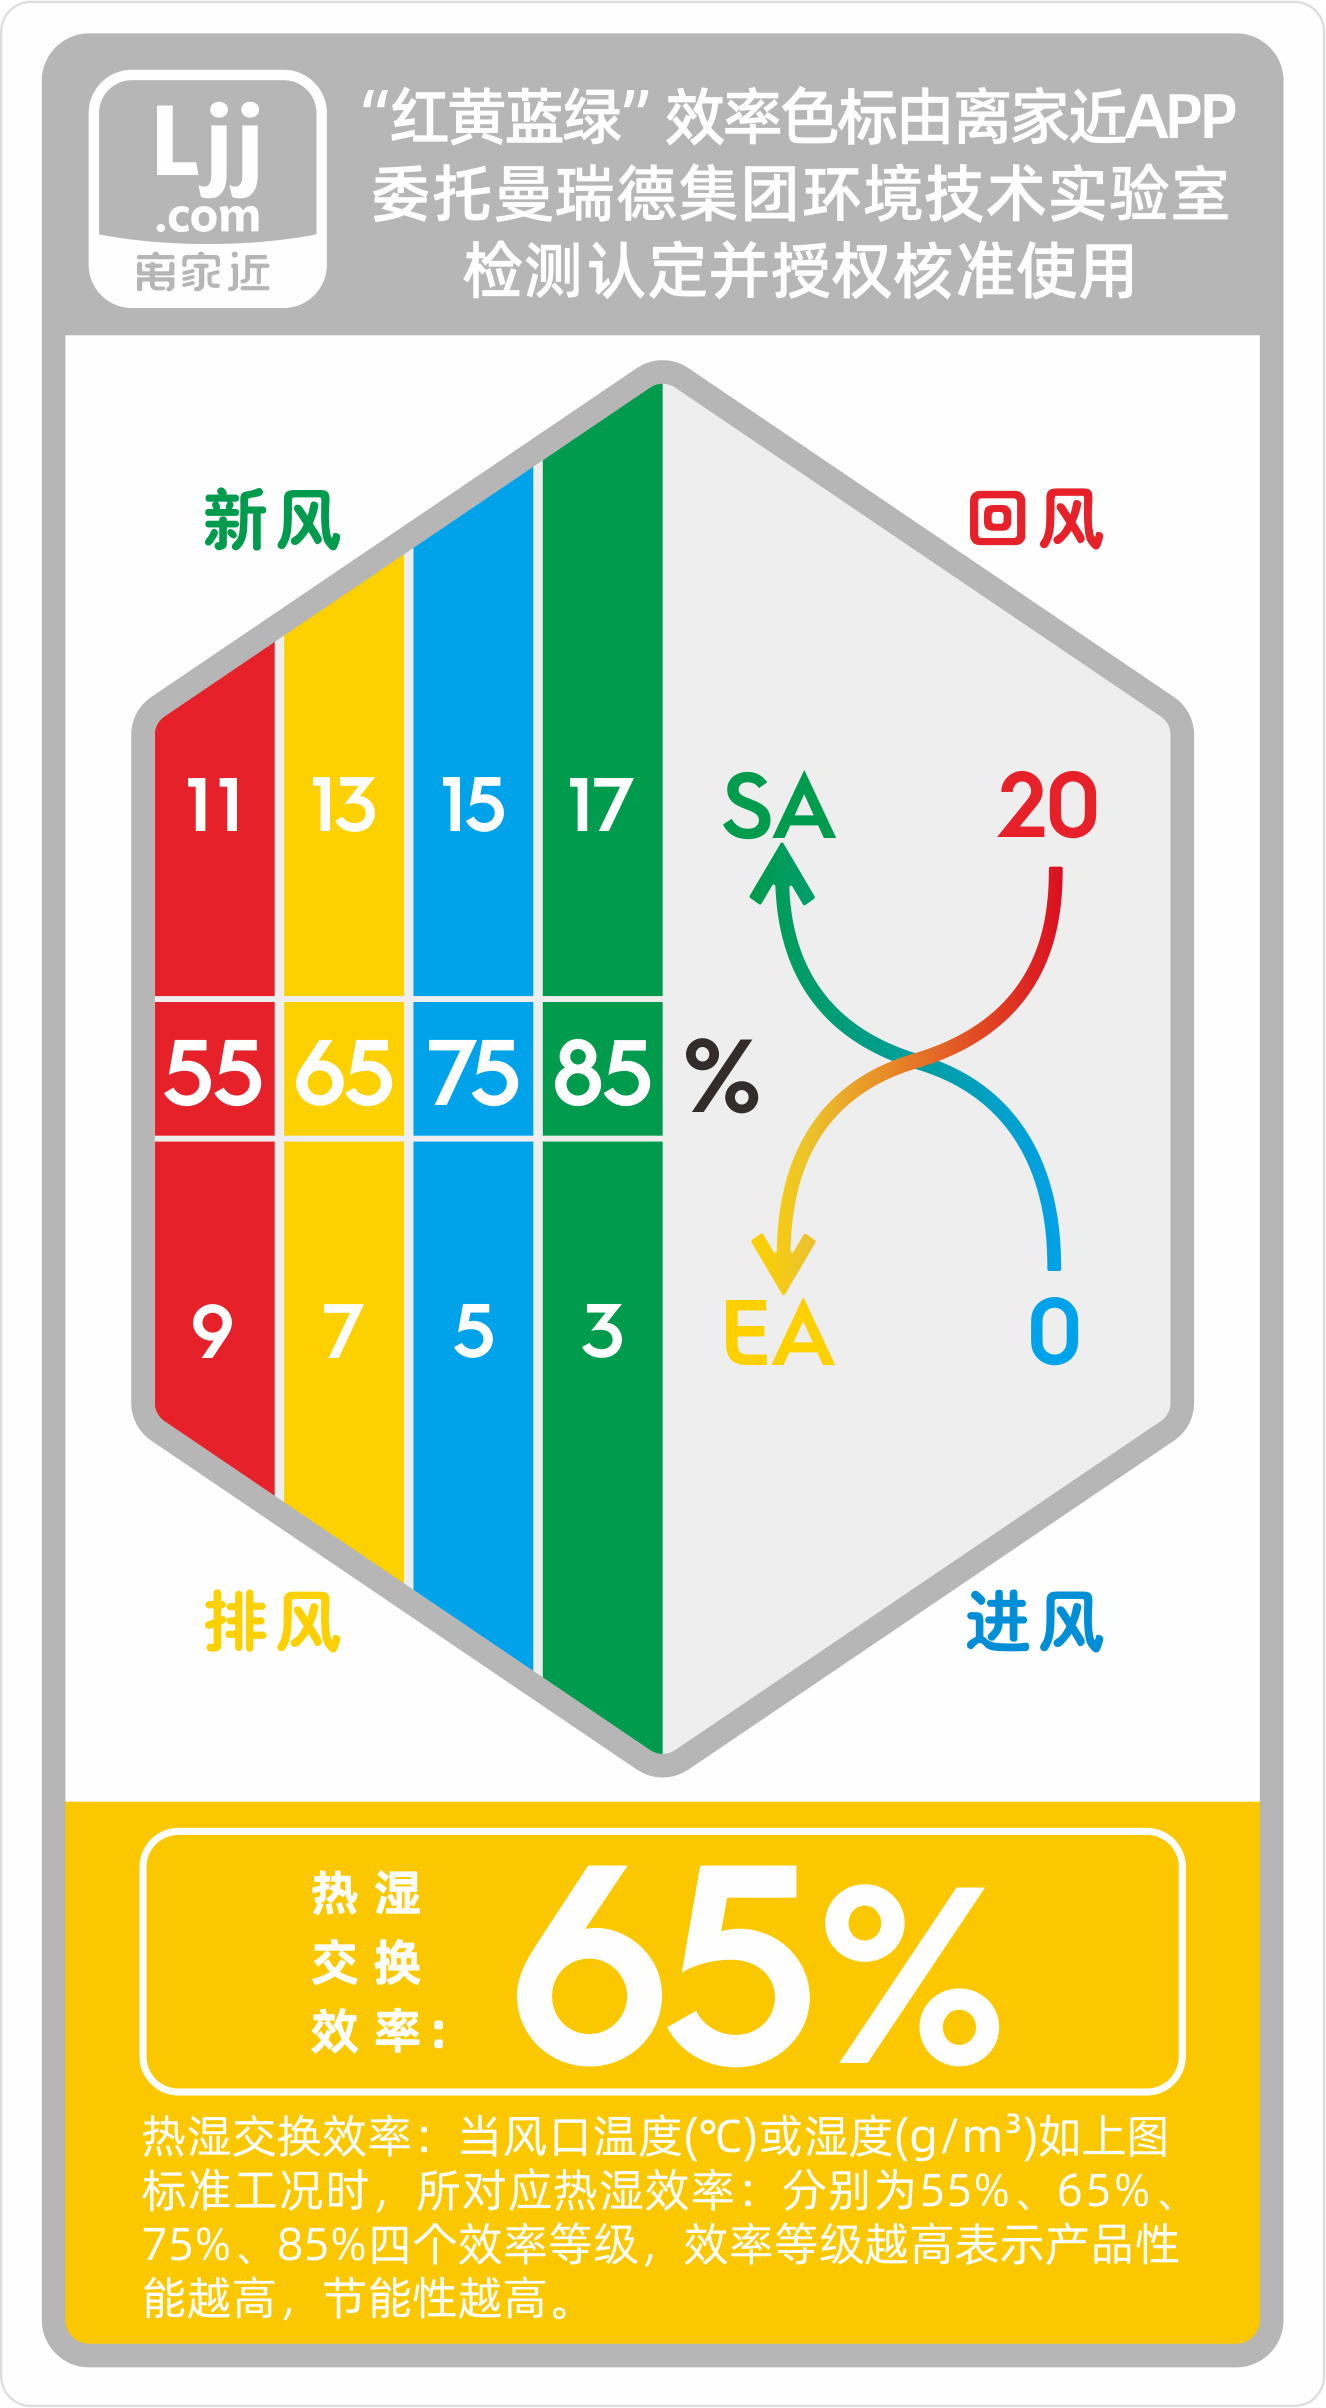 Ljj
.com
离家近
“红黄蓝绿”效率色标由离家近APP
委托曼瑞德集团环境技术实验室
检测认定并授权核准使用
新风
回风
11 13 15 17 SA 20
55 65 75 85 %
9 7 5 3 EA 0
排风
进风
热湿
交换
效率：
65%
热湿交换效率：当风口温度(℃)或湿度(g/m³)如上图
标准工况时，所对应热湿效率：分别为55%、65%、
75%、85%四个效率等级，效率等级越高表示产品性
能越高，节能性越高。